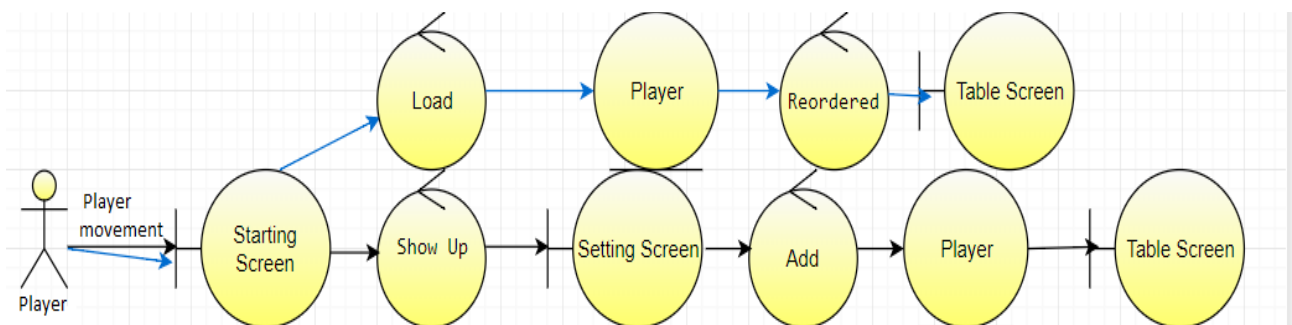 Load
Player
Reordered
Table Screen
Player
movement
Starting
Screen
Show Up
Setting Screen
Add
Player
Table Screen
Player